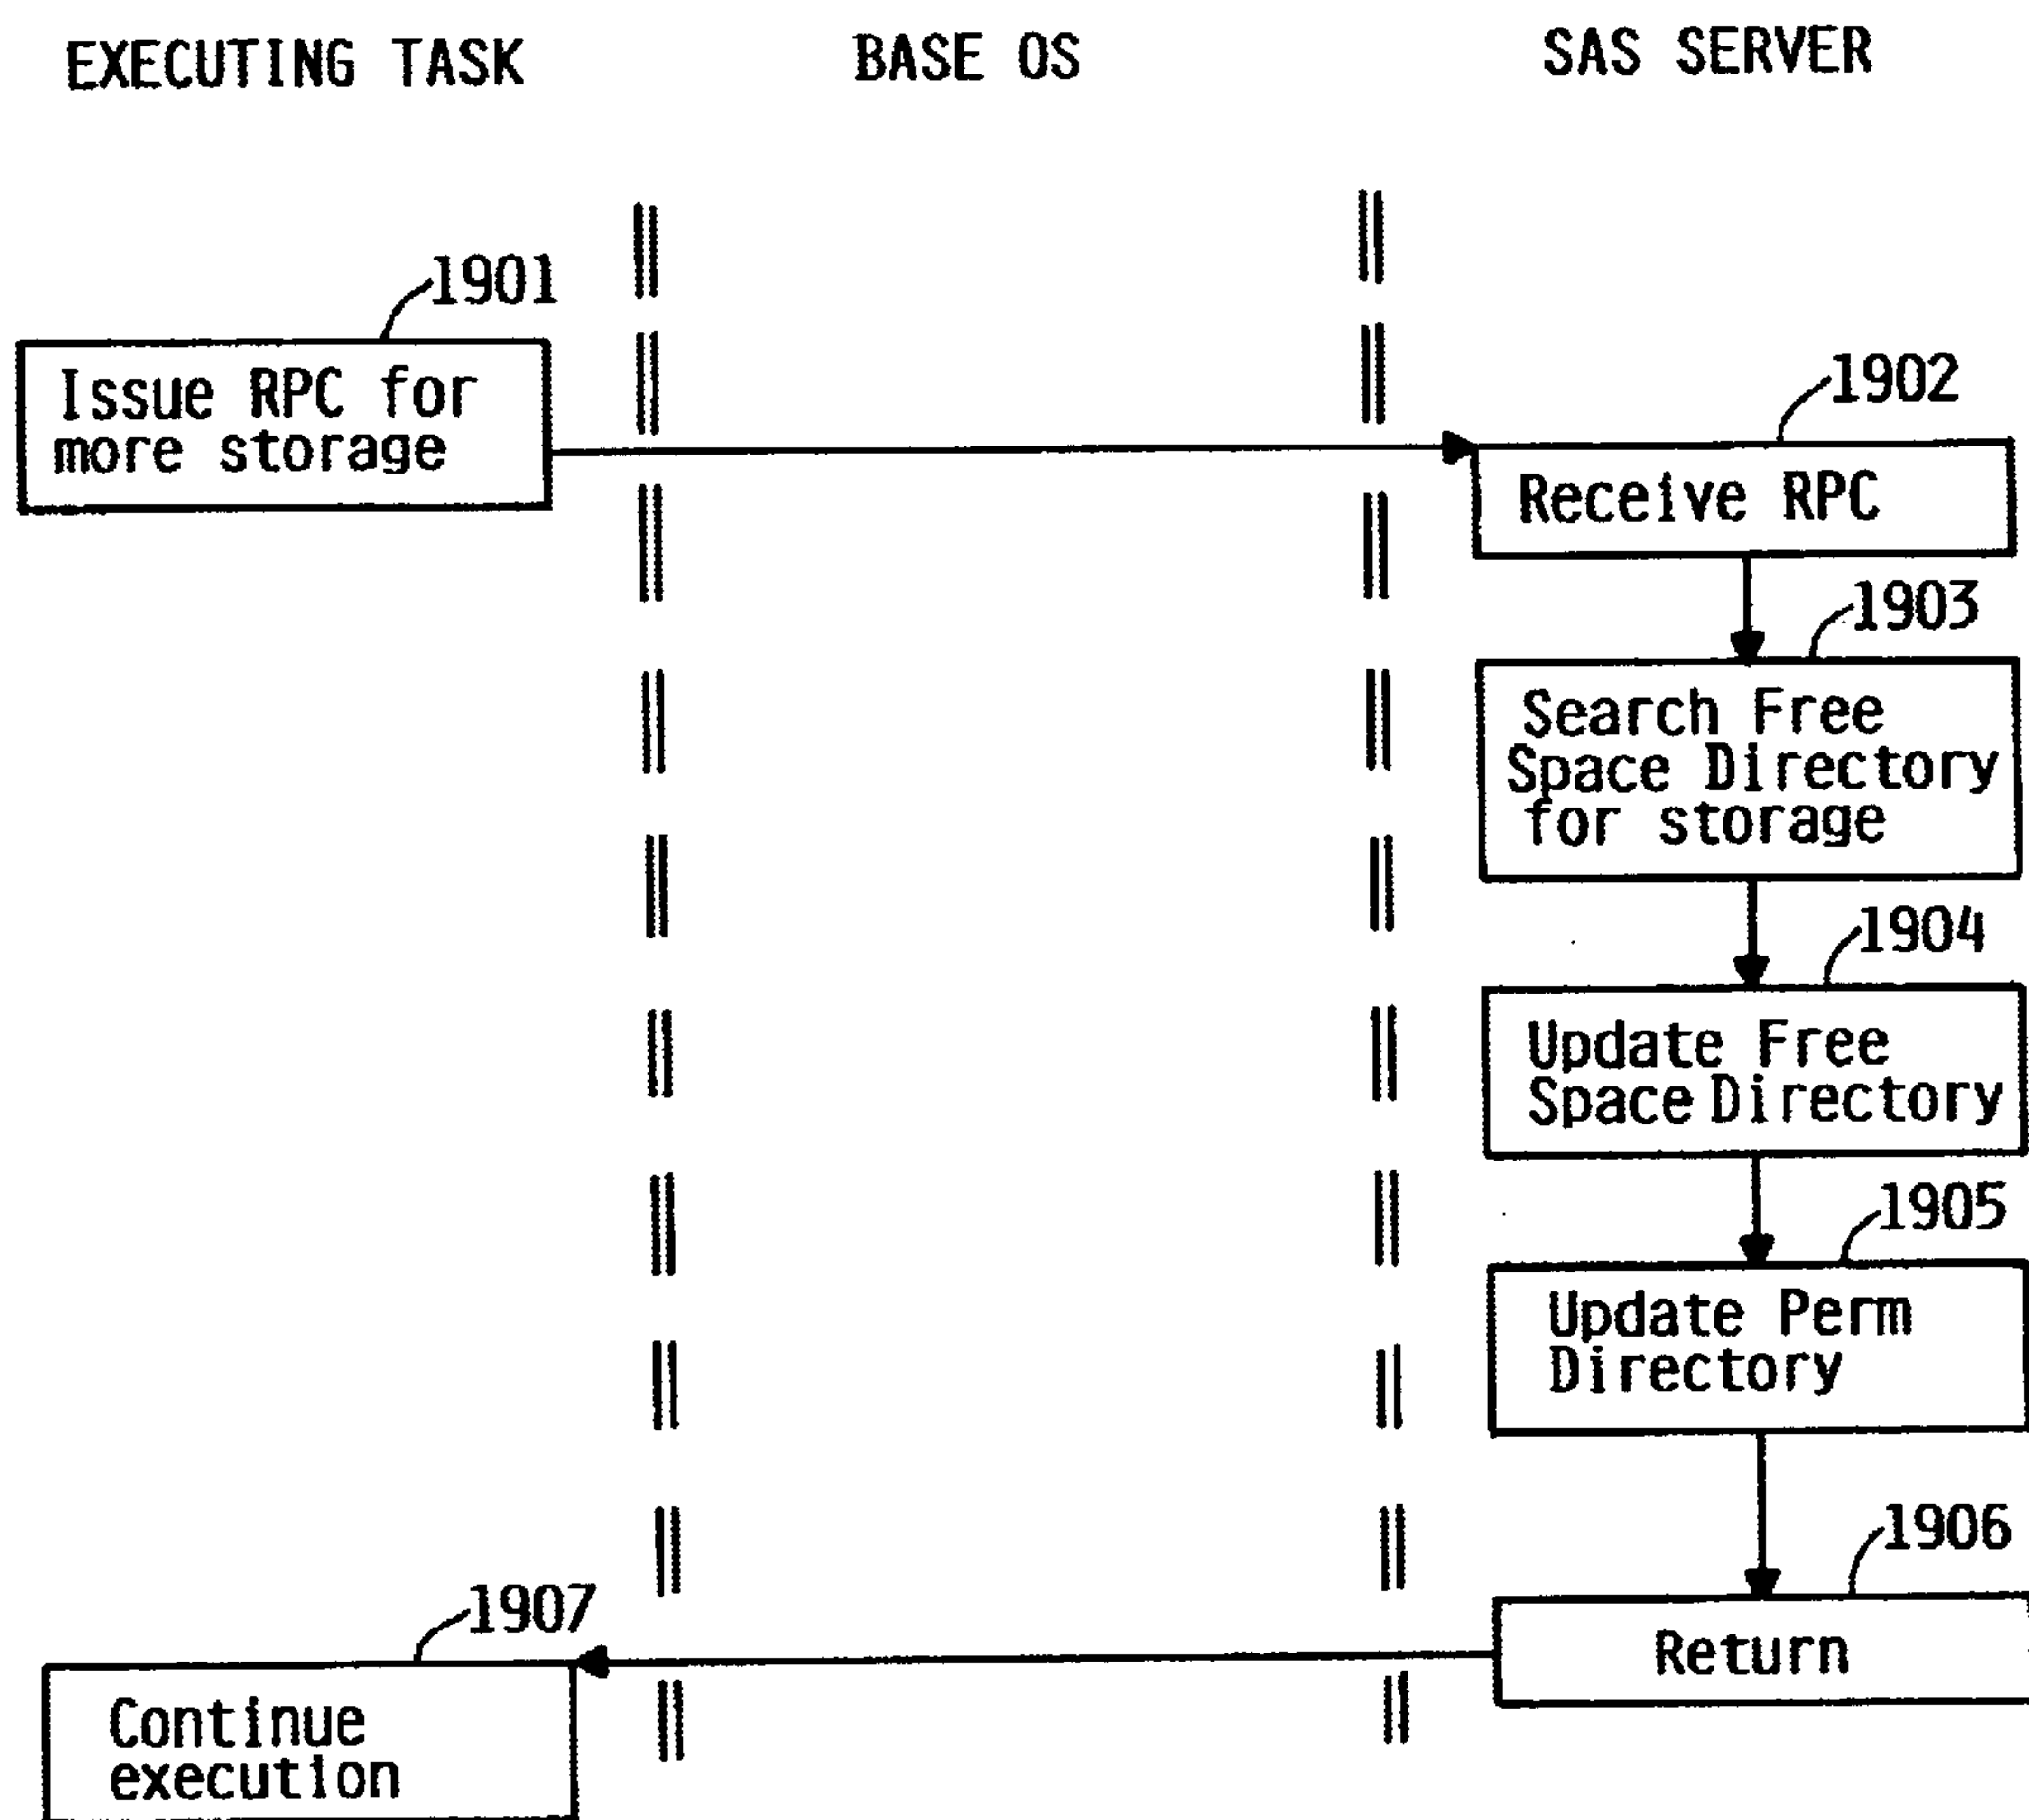 EXECUTING TASK
BASE OS
SAS SERVER
1901
Issue RPC for
more storage
1902
Receive RPC
1903
Search Free
Space Directory
for storage
1904
Update Free
Space Directory
1905
Update Perm
Directory
1906
Return
1907
Continue
execution